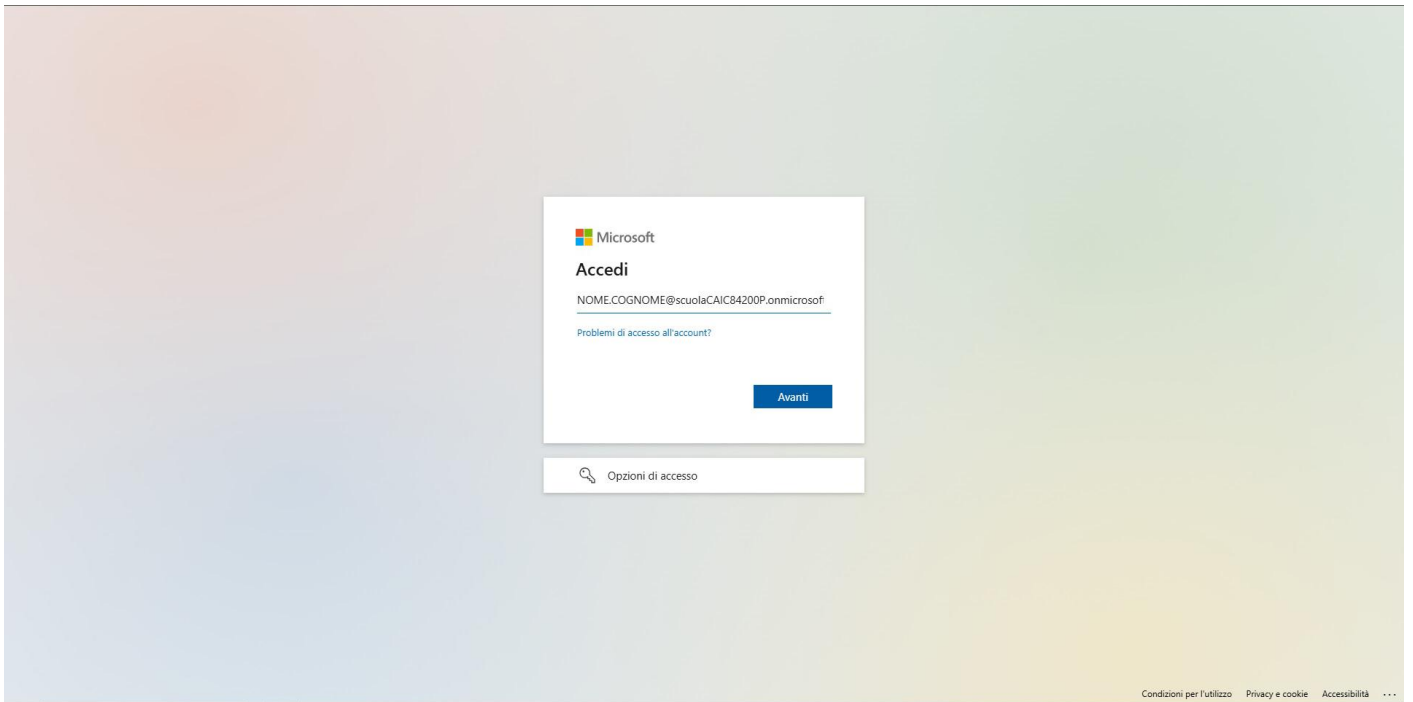 Microsoft
Accedi
NOME.COGNOME@scuolaCAIC84200P.onmicrosof
Problemi di accesso all'account?
Avanti
Opzioni di accesso
Condizioni per l'utilizzo Privacy e cookie Accessibilità ...